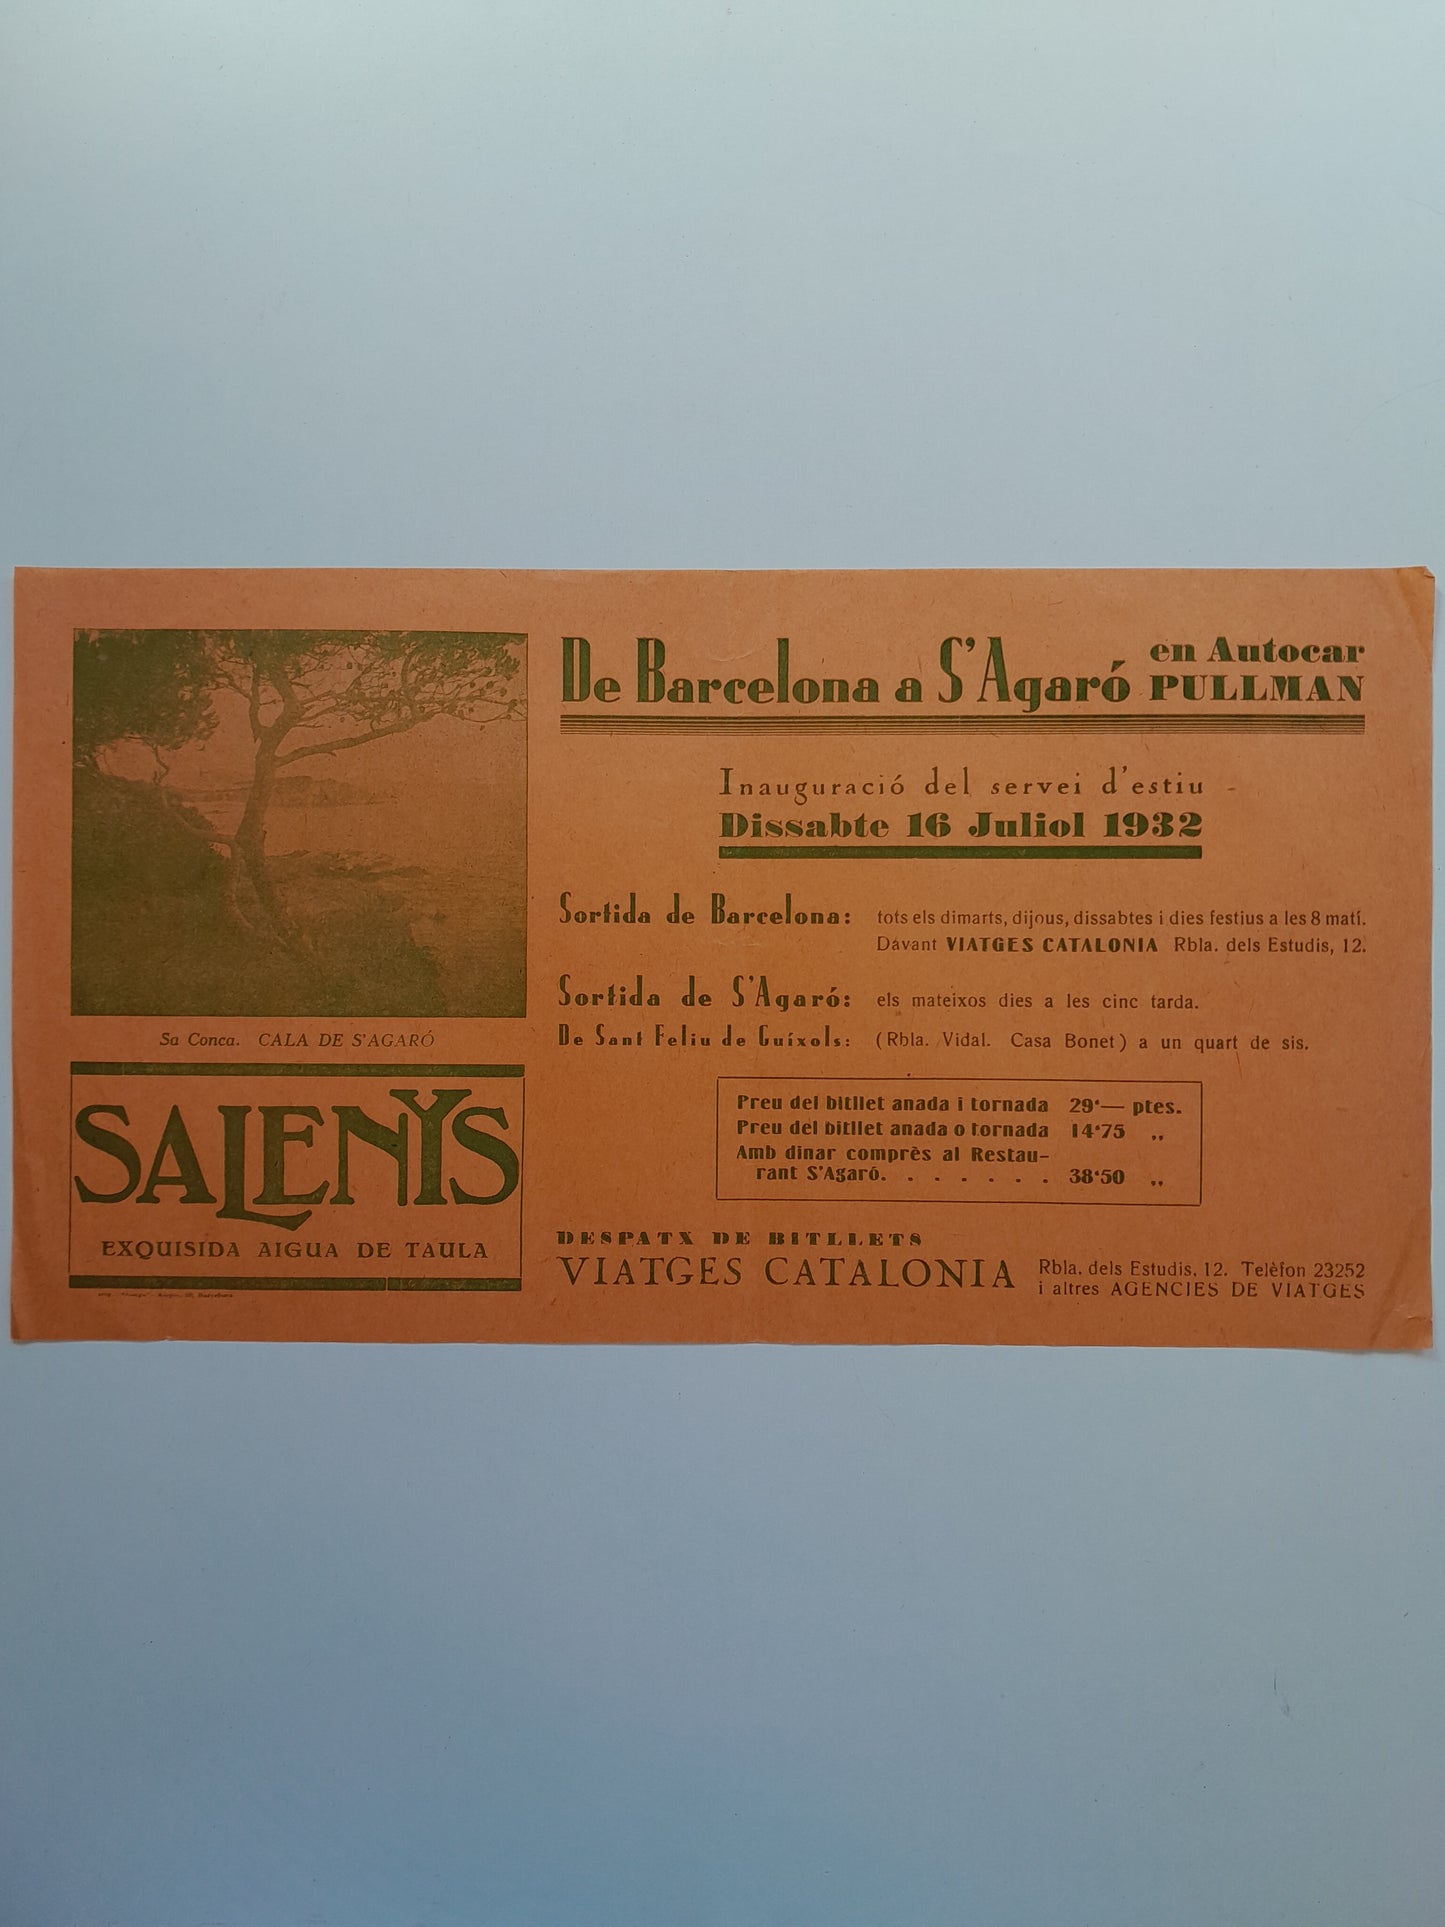 De Barcelona a S'Agaró en Autocar PULLMAN
Inauguració del servei d'estiu -
Dissabte 16 Juliol 1932
Sortida de Barcelona: tots els dimarts, dijous, dissabtes i dies festius a les 8 matí.
Davant VIATGES CATALONIA Rbla. dels Estudis, 12.
Sortida de S'Agaró: els mateixos dies a les cinc tarda.
De Sant Feliu de Guíxols: (Rbla. Vidal. Casa Bonet) a un quart de sis.
Preu del bitllet anada i tornada 29'— ptes.
Preu del bitllet anada o tornada 14'75 ,,
Amb dinar comprès al Restau-
rant S'Agaró. . . . . . . 38'50 ,,
DESPATX DE BITLLETS
VIATGES CATALONIA Rbla. dels Estudis, 12. Telèfon 23252
i altres AGENCIES DE VIATGES
Sa Conca. CALA DE S'AGARÓ
SALENYS
EXQUISIDA AIGUA DE TAULA
Barcelona